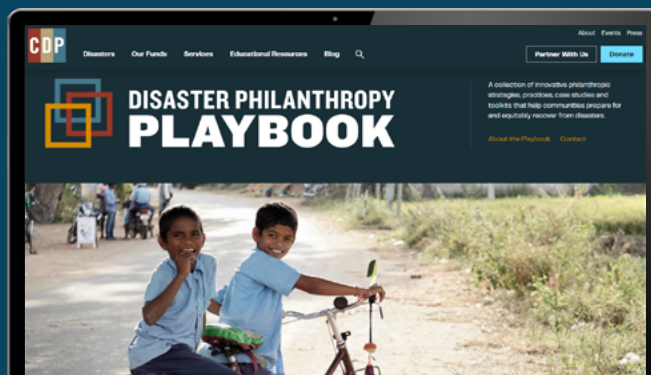 About Events Press
CDP
Disasters Our Funds Services Educational Resources Blog
Partner With Us
Donate
DISASTER PHILANTHROPY
PLAYBOOK
A collection of innovative philanthropic
strategies, practices, case studies and
toolkits that help communities prepare for
and equitably recover from disasters.
About the Playbook Contact